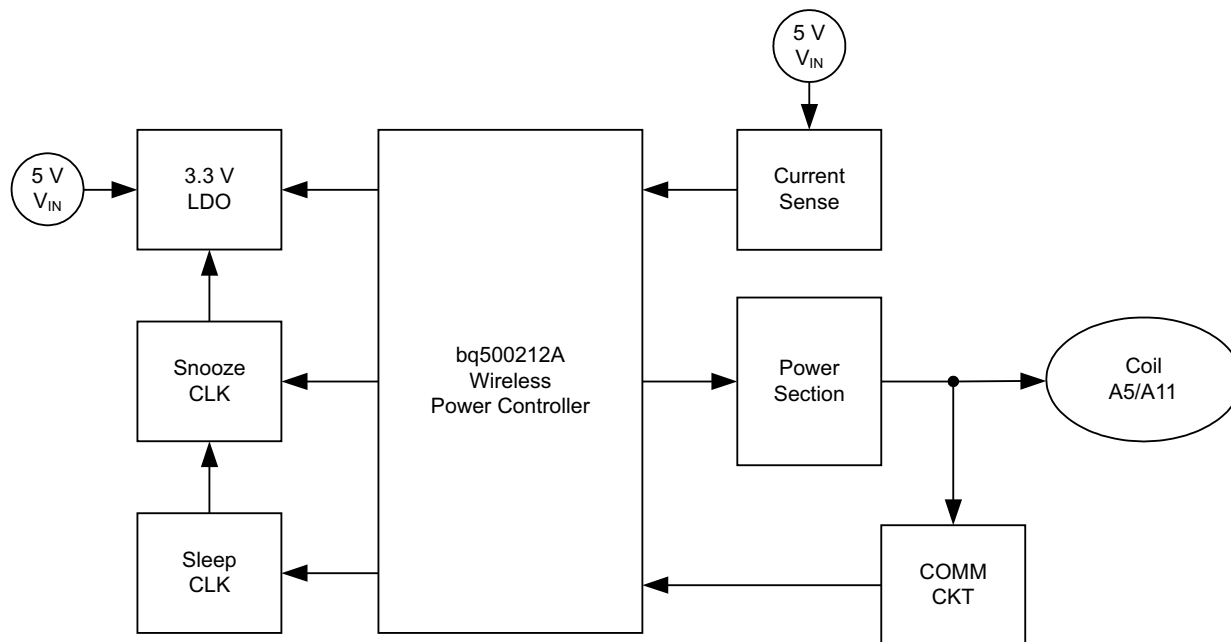 5 V
VIN
5 V
VIN
3.3 V
LDO
Current
Sense
Snooze
CLK
bq500212A
Wireless
Power Controller
Power
Section
Coil
A5/A11
Sleep
CLK
COMM
CKT